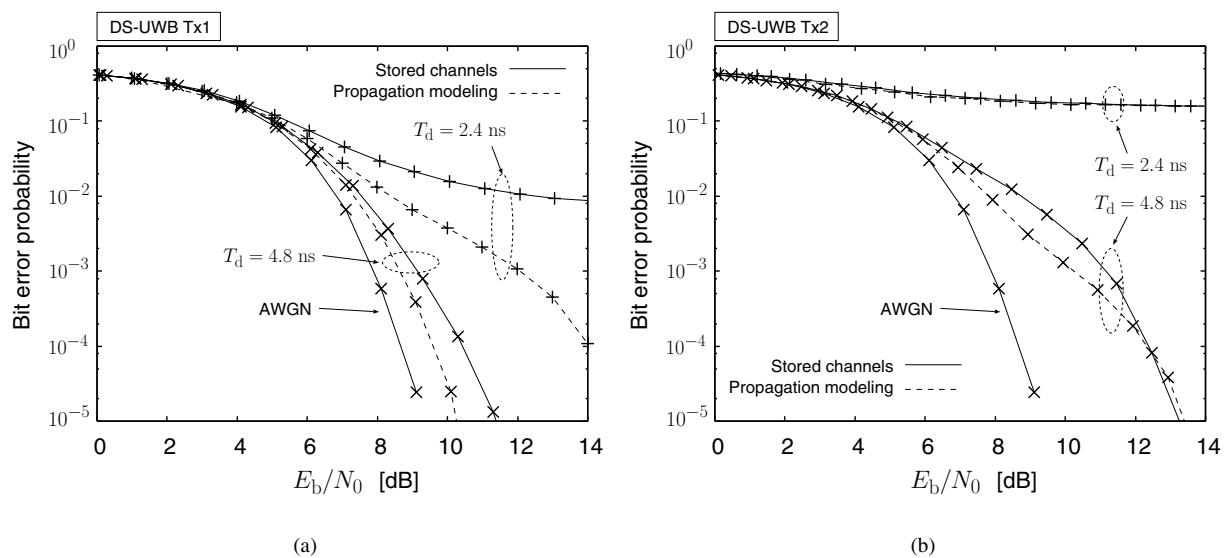 DS-UWB Tx1
10^0
10^{-1}
10^{-2}
10^{-3}
10^{-4}
10^{-5}
Bit error probability
Stored channels
Propagation modeling
T_d = 2.4 ns
T_d = 4.8 ns
AWGN
0 2 4 6 8 10 12 14
E_b/N_0 [dB]
(a)
DS-UWB Tx2
10^0
10^{-1}
10^{-2}
10^{-3}
10^{-4}
10^{-5}
Bit error probability
T_d = 2.4 ns
T_d = 4.8 ns
AWGN
Stored channels
Propagation modeling
0 2 4 6 8 10 12 14
E_b/N_0 [dB]
(b)